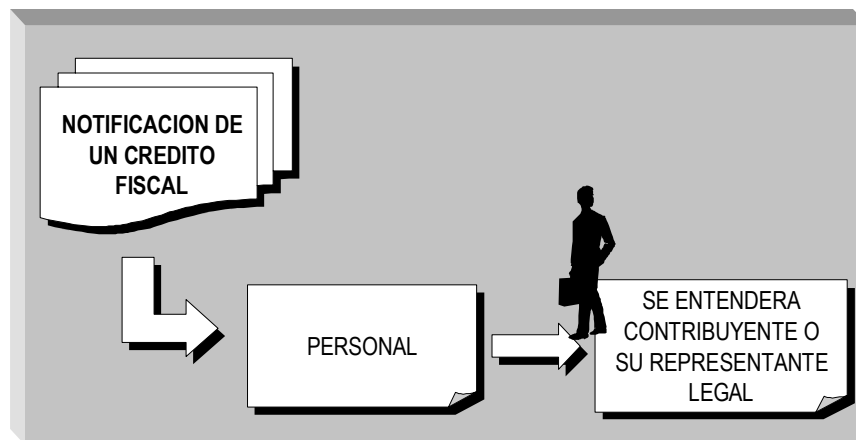 NOTIFICACION DE
UN CREDITO
FISCAL
PERSONAL
SE ENTENDERA
CONTRIBUYENTE O
SU REPRESENTANTE
LEGAL